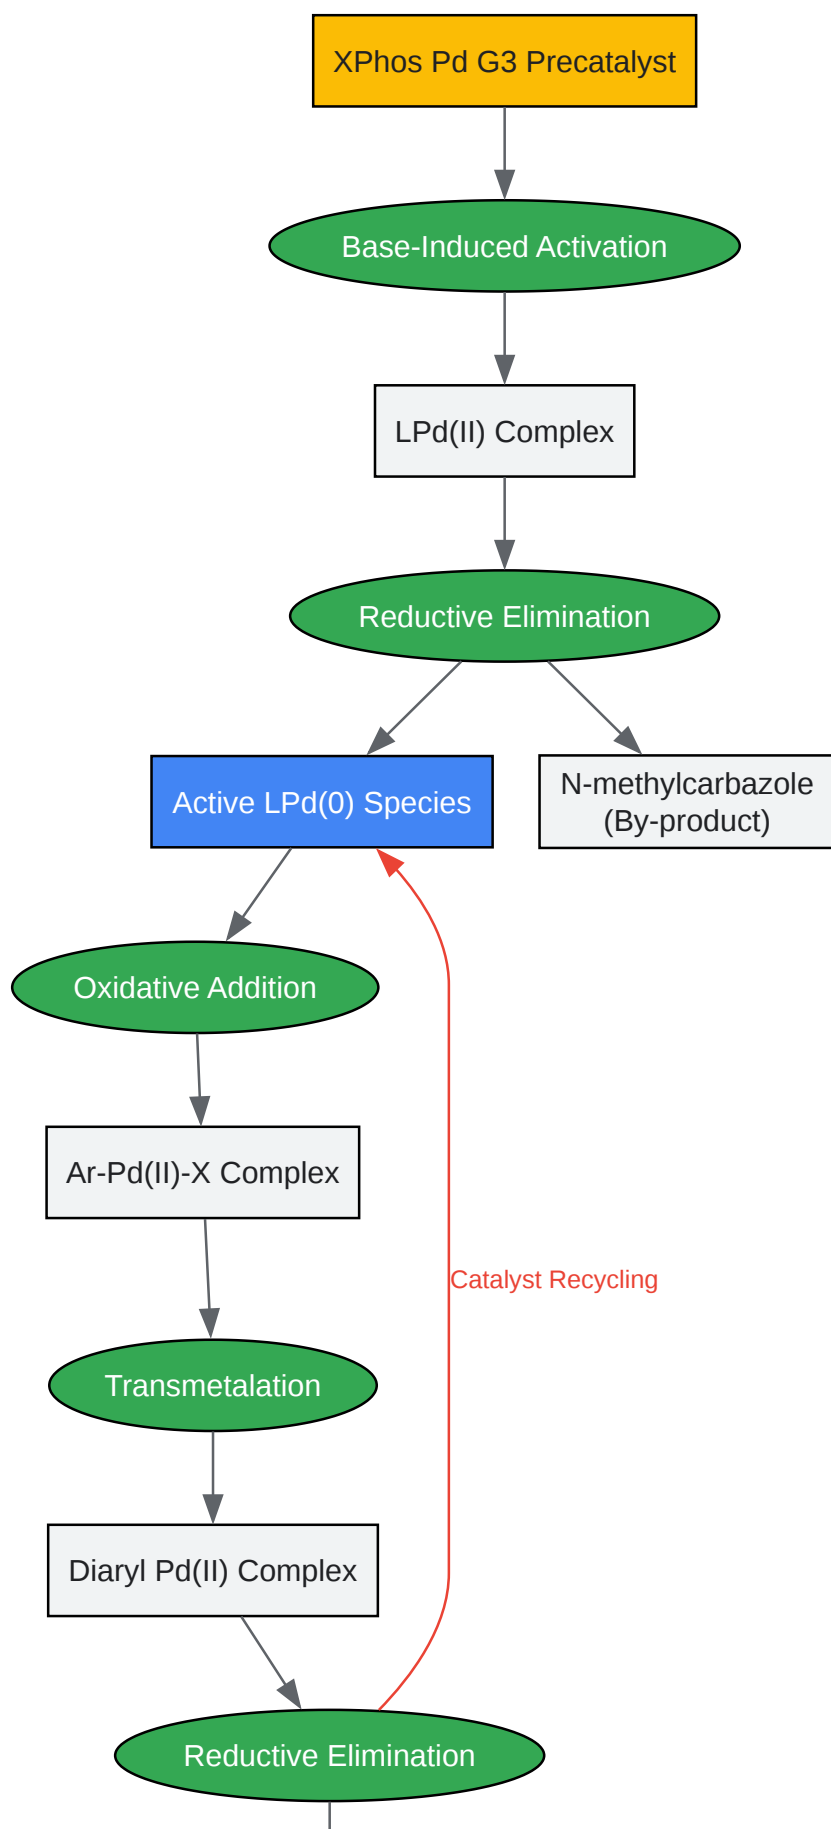 XPhos Pd G3 Precatalyst
Base-Induced Activation
LPd(II) Complex
Reductive Elimination
Active LPd(0) Species
N-methylcarbazole
(By-product)
Oxidative Addition
Ar-Pd(II)-X Complex
Catalyst Recycling
Transmetalation
Diaryl Pd(II) Complex
Reductive Elimination